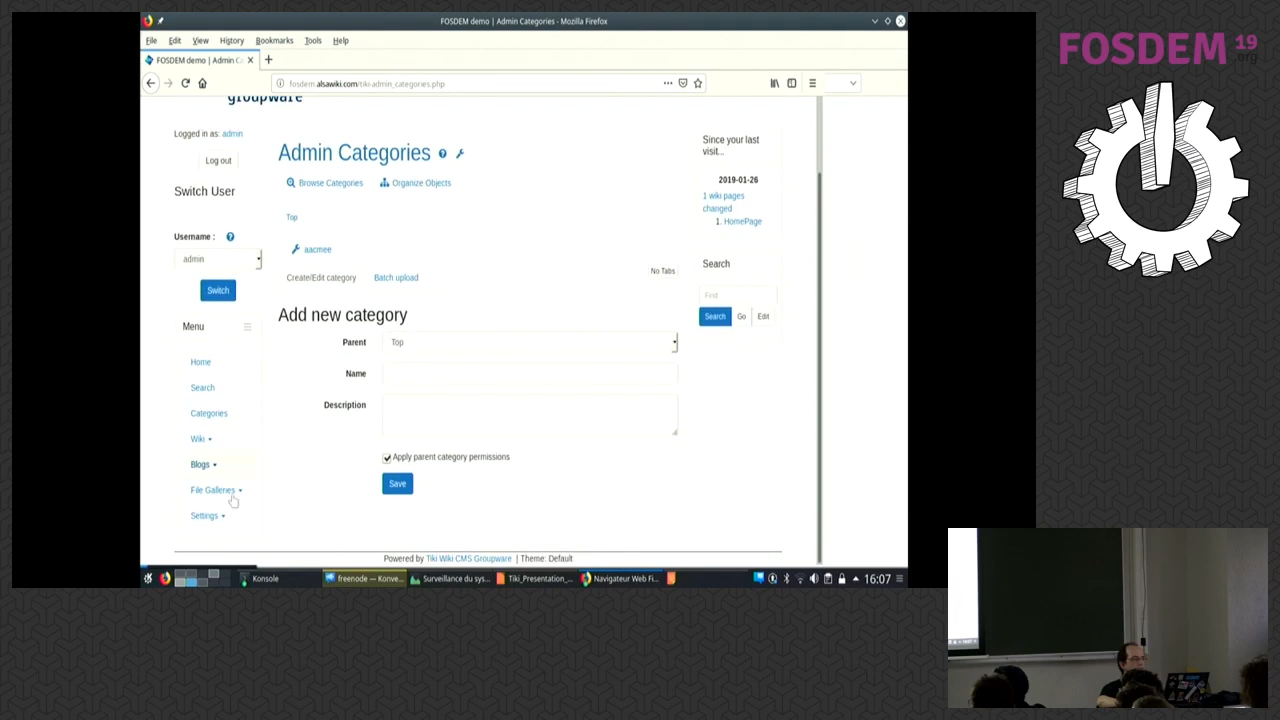 FOSDEM demo | Admin Categories - Mozilla Firefox
File Edit View History Bookmarks Tools Help
FOSDEM demo | Admin C
fosdem.alsawiki.com/tiki-admin_categories.php
groupware
Logged in as: admin
Log out
Switch User
Username :
admin
Switch
Menu
Home
Search
Categories
Wiki
Blogs
File Galleries
Settings
Admin Categories
Browse Categories Organize Objects
Top
aacmee
Create/Edit category Batch upload No Tabs
Add new category
Parent Top
Name
Description
Apply parent category permissions
Save
Since your last
visit...
2019-01-26
1 wiki pages
changed
1. HomePage
Search
Find
Search Go Edit
Powered by Tiki Wiki CMS Groupware | Theme: Default
Konsole freenode — Konve... Surveillance du sys... Tiki_Presentation_... Navigateur Web Fi... 16:07
FOSDEM 19
.org